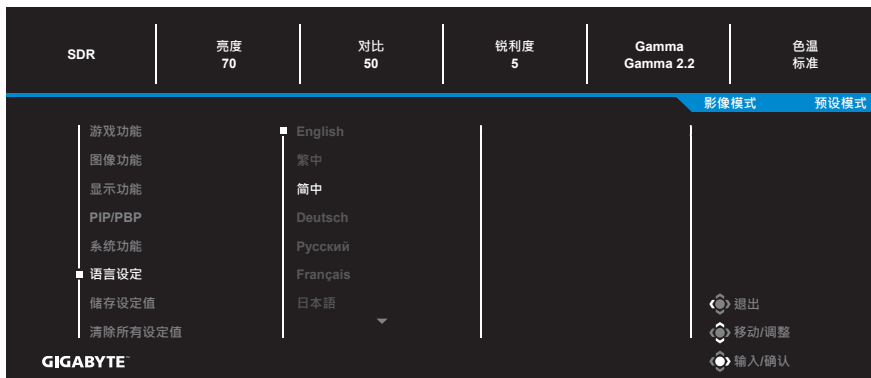 SDR
亮度
70
对比
50
锐利度
5
Gamma
Gamma 2.2
色温
标准
影像模式 预设模式
游戏功能
图像功能
显示功能
PIP/PBP
系统功能
语言设定
储存设定值
清除所有设定值
English
繁中
简中
Deutsch
Русский
Français
日本語
退出
移动/调整
输入/确认
GIGABYTE™